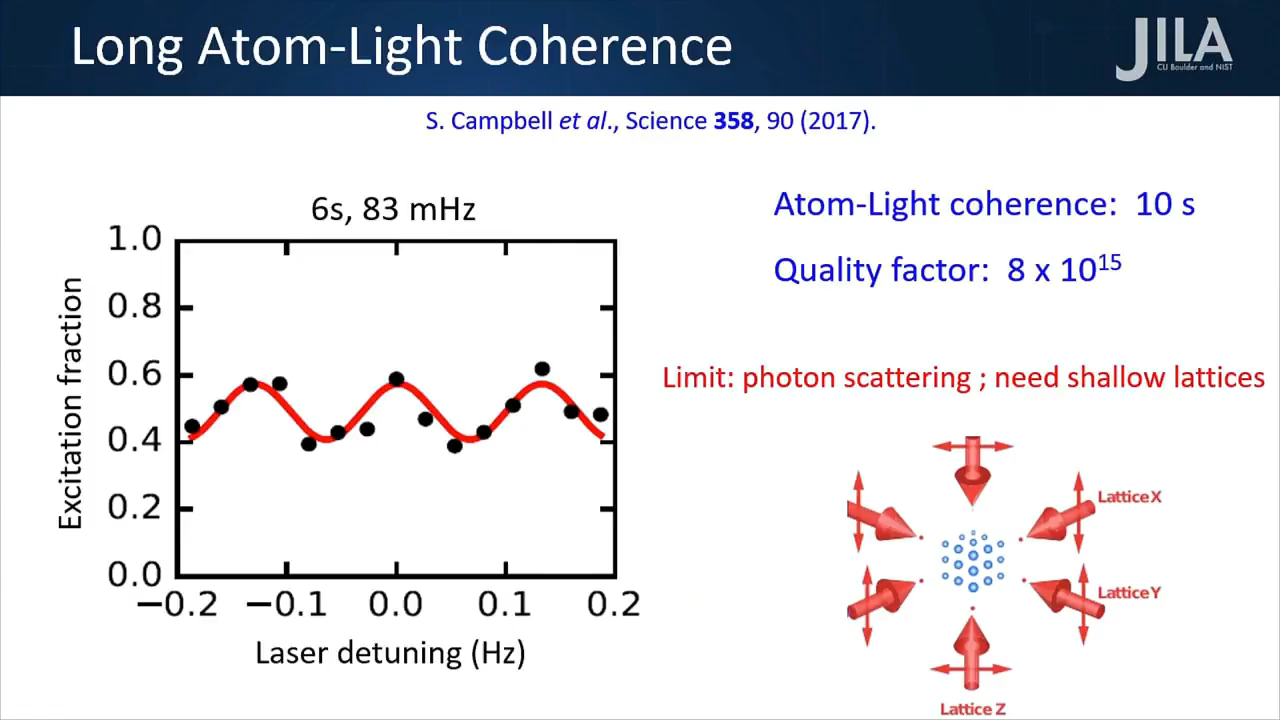 Long Atom-Light Coherence
JILA
CU Boulder and NIST
S. Campbell et al., Science 358, 90 (2017).
6s, 83 mHz
1.0
0.8
0.6
0.4
0.2
0.0
Excitation fraction
−0.2 −0.1 0.0 0.1 0.2
Laser detuning (Hz)
Atom-Light coherence: 10 s
Quality factor: 8 x 10¹⁵
Limit: photon scattering ; need shallow lattices
Lattice X
Lattice Y
Lattice Z